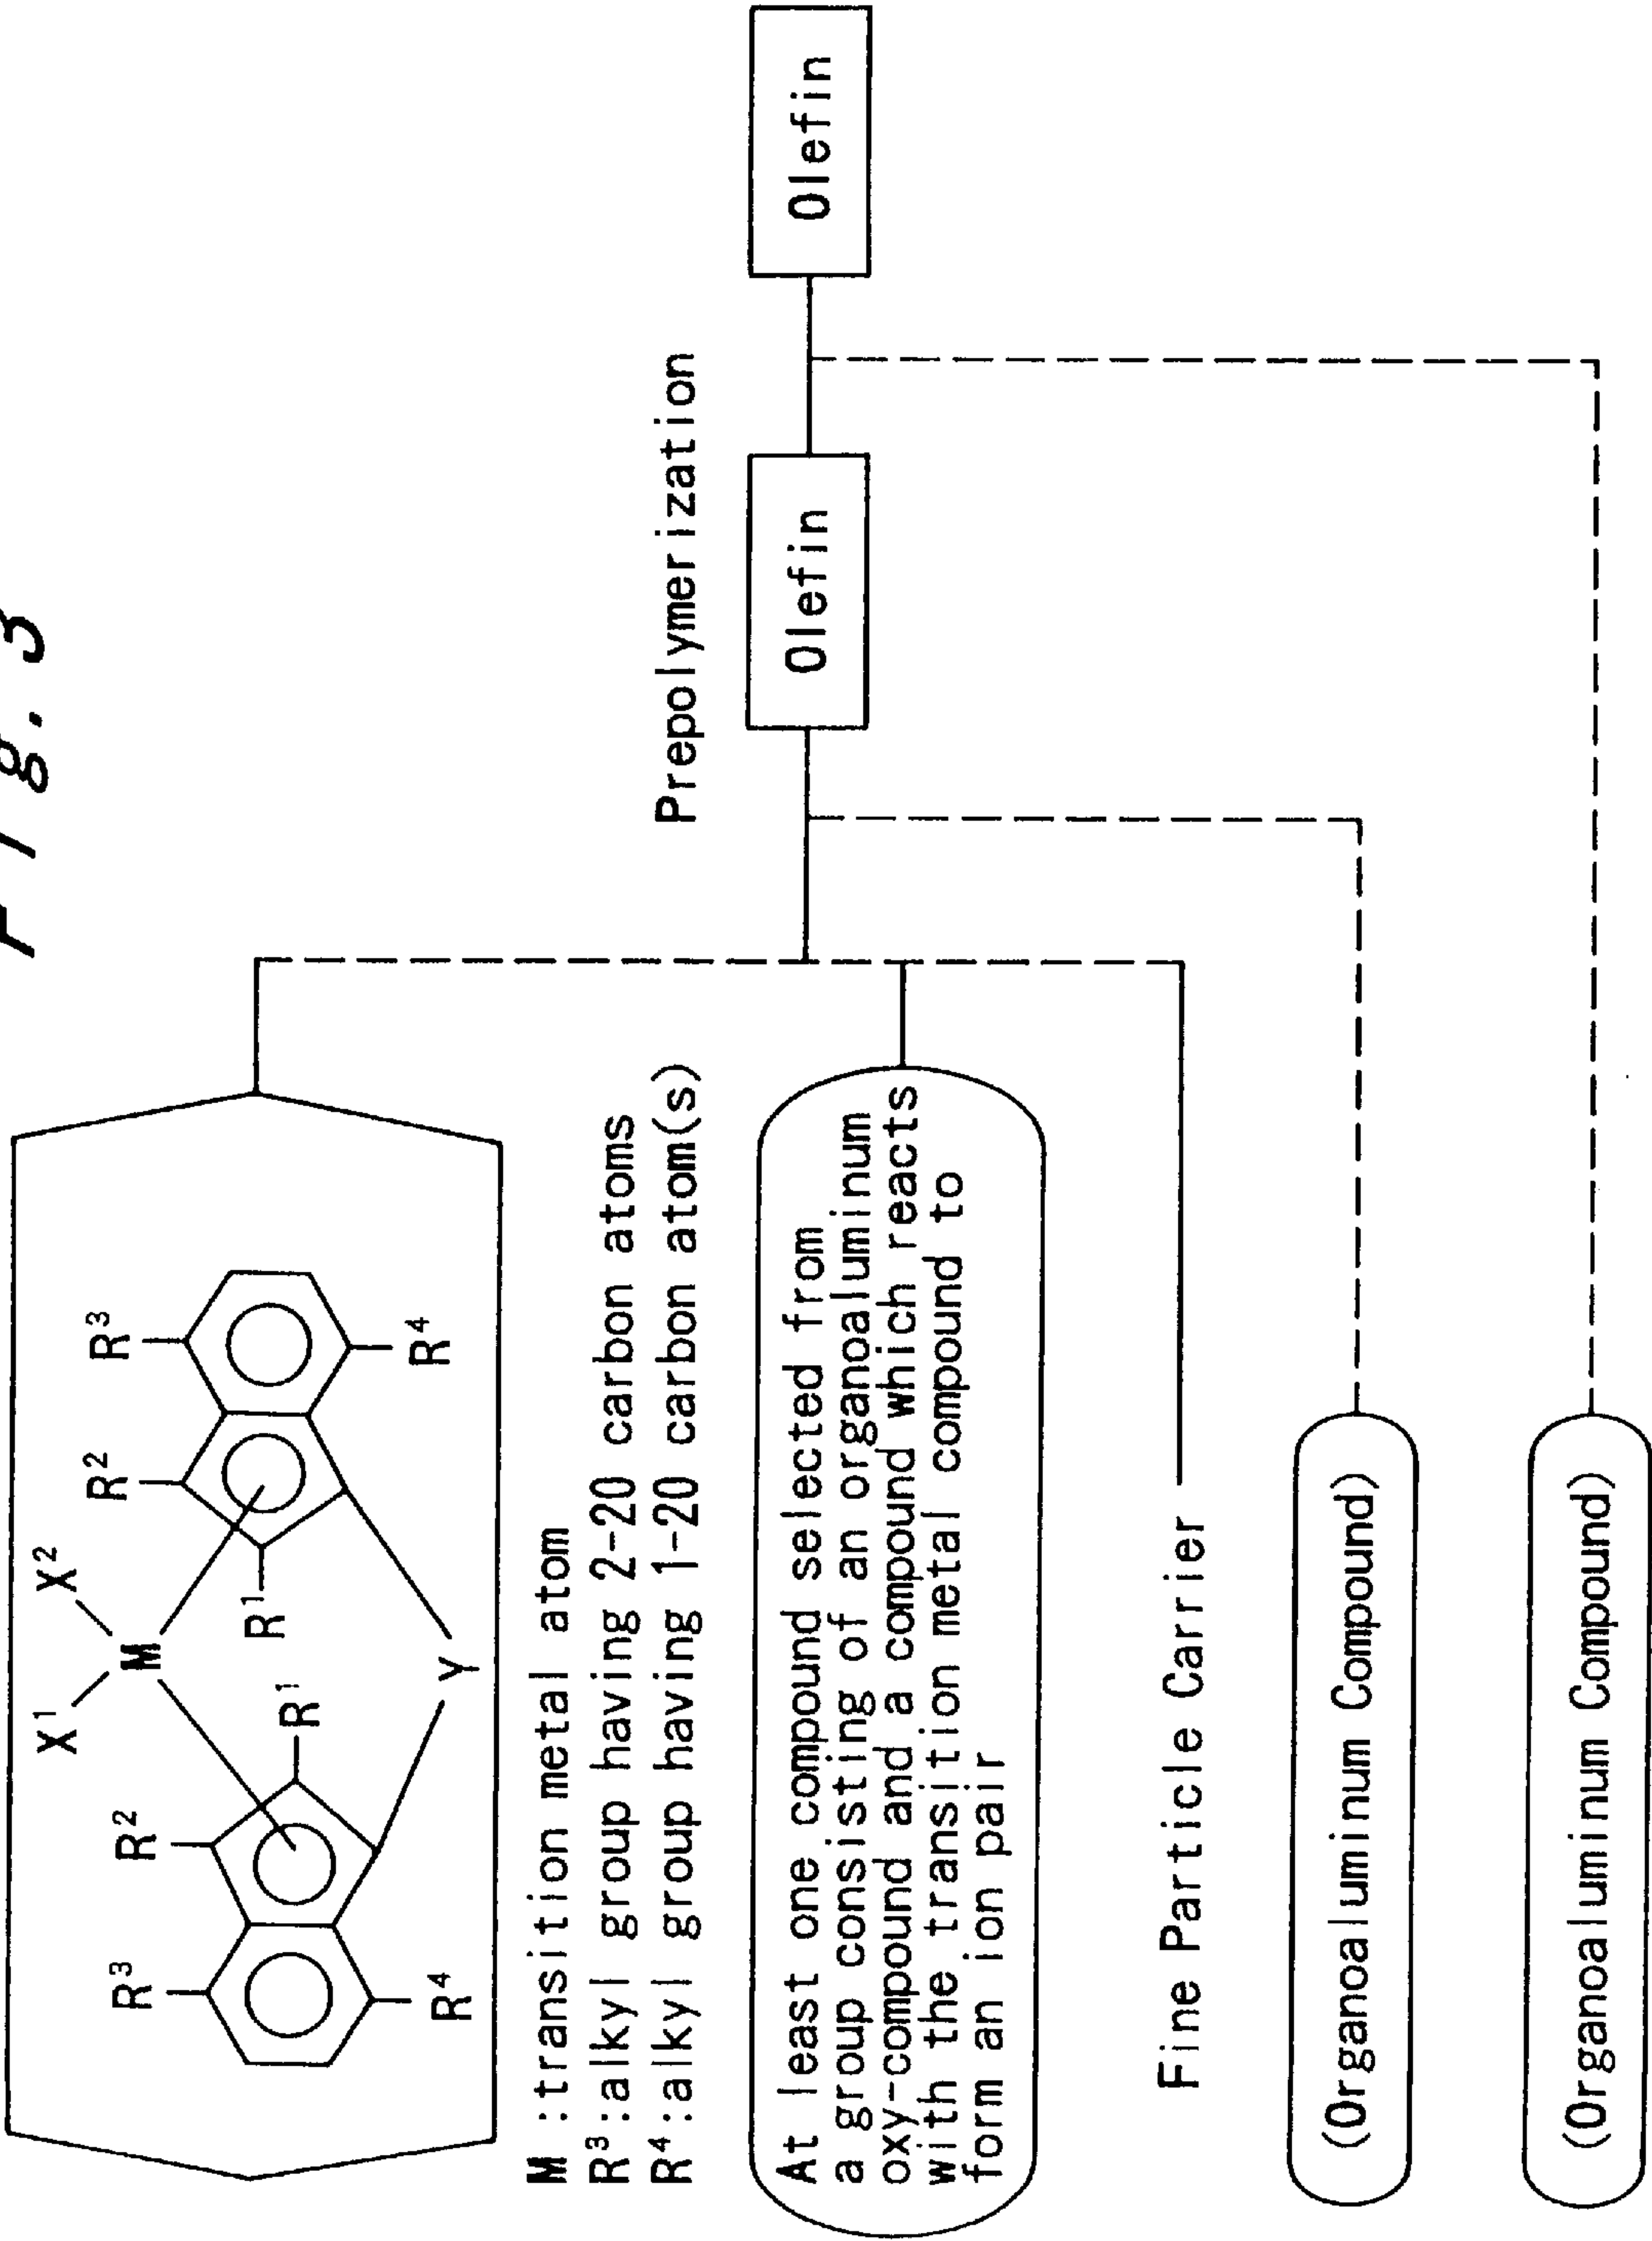 Fig. 3
X¹ X²
M
R³ R² R¹ R¹ R² R³
R⁴ Y R⁴
M :transition metal atom
R³:alkyl group having 2-20 carbon atoms
R⁴:alkyl group having 1-20 carbon atom(s)
At least one compound selected from
a group consisting of an organoaluminum
oxy-compound and a compound which reacts
with the transition metal compound to
form an ion pair
Fine Particle Carrier
(Organoaluminum Compound)
(Organoaluminum Compound)
Prepolymerization
Olefin
Olefin